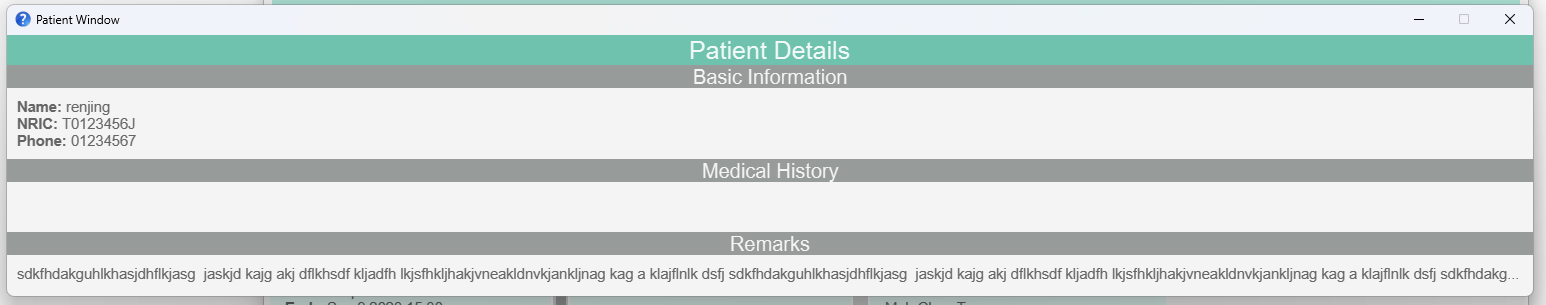 Patient Window
Patient Details
Basic Information
Name: renjing
NRIC: T0123456J
Phone: 01234567
Medical History
Remarks
sdkfhdakguhlkhasjdhflkjasg  jaskjd kajg akj dflkhsdf kljadfh lkjsfhkljhakjvneakldnvkjankljnag kag a klajflnlk dsfj sdkfhdakguhlkhasjdhflkjasg  jaskjd kajg akj dflkhsdf kljadfh lkjsfhkljhakjvneakldnvkjankljnag kag a klajflnlk dsfj sdkfhdakg...